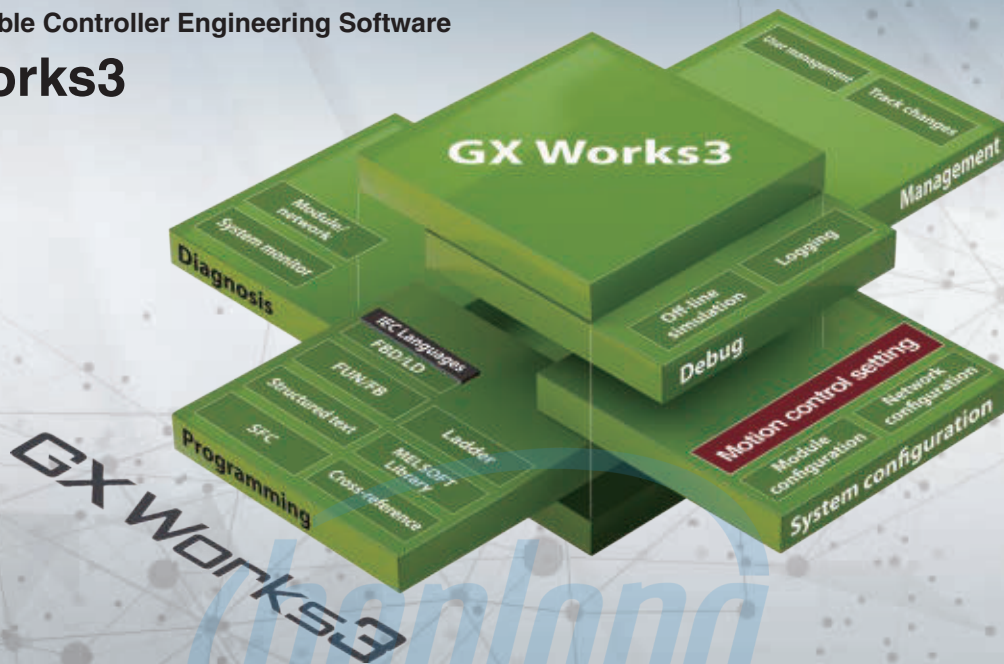 ble Controller Engineering Software
orks3
GX Works3
User management
Track changes
Management
Module/
network
System monitor
Diagnosis
Logging
Off-line
simulation
Debug
IEC Languages
FBD/LD
FUN/FB
Structured text
SFC
Ladder
MELSOFT
Library
Cross-reference
Programming
Motion control setting
Network
configuration
Module
configuration
System configuration
GX Works3